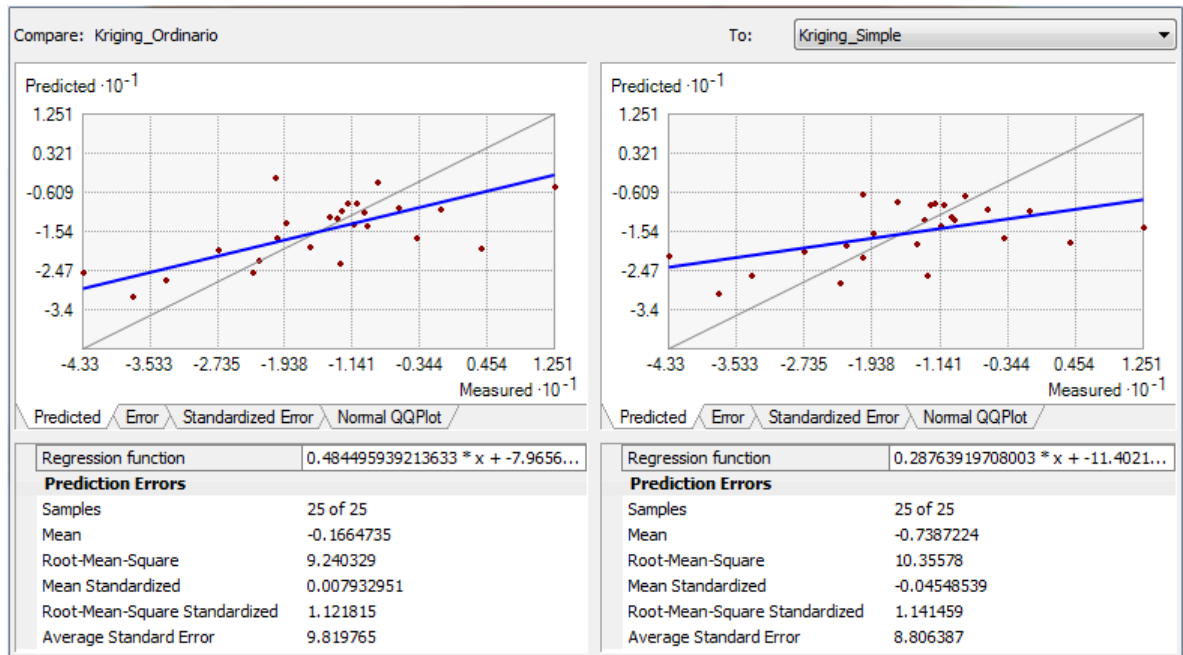 Compare: Kriging_Ordinario
To: Kriging_Simple
Predicted ·10-1
1.251
0.321
-0.609
-1.54
-2.47
-3.4
-4.33 -3.533 -2.735 -1.938 -1.141 -0.344 0.454 1.251
Measured ·10-1
Predicted Error Standardized Error Normal QQPlot
Regression function 0.484495939213633 * x + -7.9656...
Prediction Errors
Samples 25 of 25
Mean -0.1664735
Root-Mean-Square 9.240329
Mean Standardized 0.007932951
Root-Mean-Square Standardized 1.121815
Average Standard Error 9.819765
Predicted ·10-1
1.251
0.321
-0.609
-1.54
-2.47
-3.4
-4.33 -3.533 -2.735 -1.938 -1.141 -0.344 0.454 1.251
Measured ·10-1
Predicted Error Standardized Error Normal QQPlot
Regression function 0.28763919708003 * x + -11.4021...
Prediction Errors
Samples 25 of 25
Mean -0.7387224
Root-Mean-Square 10.35578
Mean Standardized -0.04548539
Root-Mean-Square Standardized 1.141459
Average Standard Error 8.806387